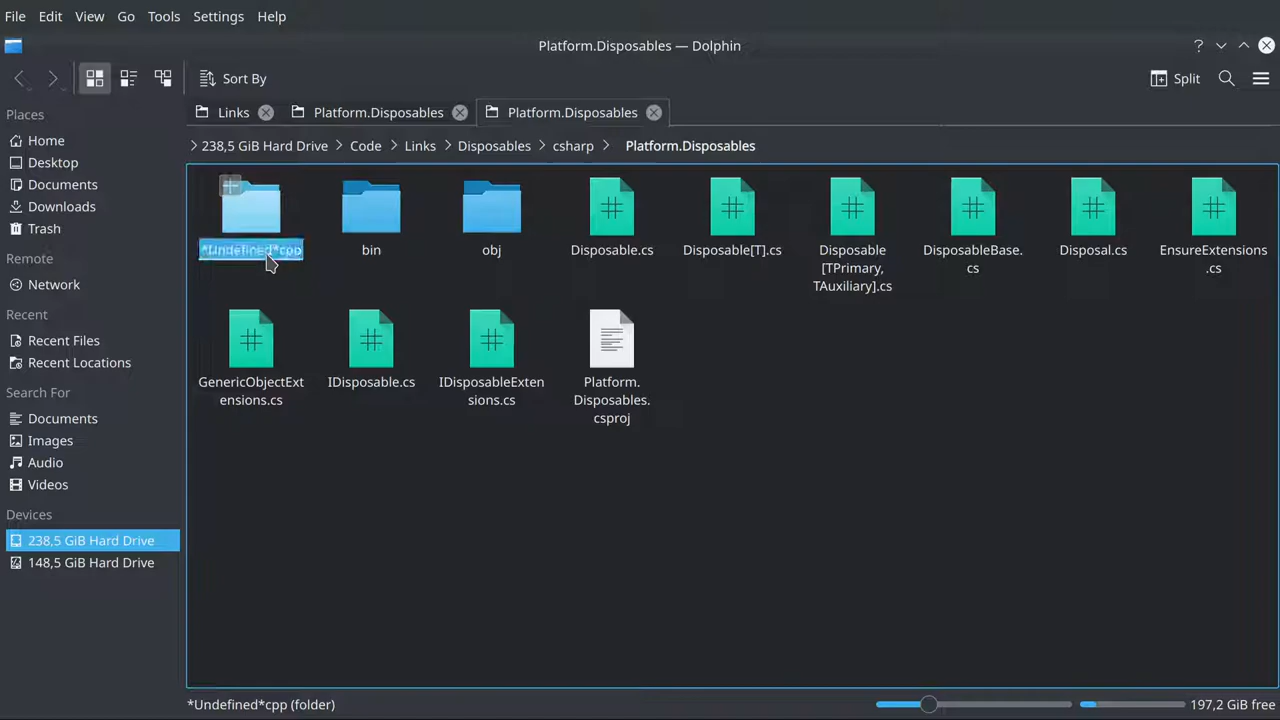 File Edit View Go Tools Settings Help
Platform.Disposables — Dolphin
?
Sort By
Split
Places
Links
Platform.Disposables
Platform.Disposables
Home
238,5 GiB Hard Drive > Code > Links > Disposables > csharp > Platform.Disposables
Desktop
Documents
Downloads
Trash
Remote
Network
Recent
Recent Files
Recent Locations
Search For
Documents
Images
Audio
Videos
Devices
238,5 GiB Hard Drive
148,5 GiB Hard Drive
*Undefined*cpp
bin
obj
Disposable.cs
Disposable[T].cs
Disposable
[TPrimary,
TAuxiliary].cs
DisposableBase.
cs
Disposal.cs
EnsureExtensions
.cs
GenericObjectExt
ensions.cs
IDisposable.cs
IDisposableExten
sions.cs
Platform.
Disposables.
csproj
*Undefined*cpp (folder)
197,2 GiB free